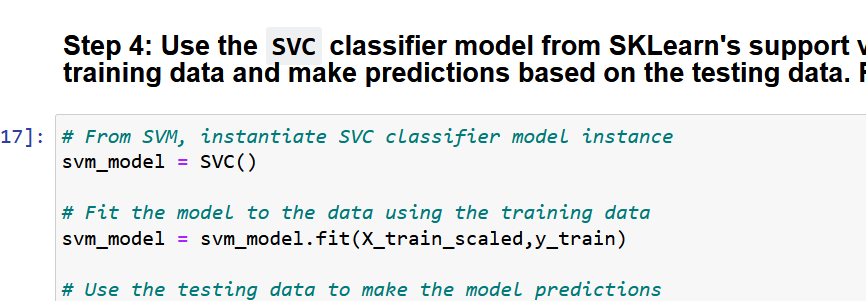 Step 4: Use the SVC classifier model from SKLearn's support
training data and make predictions based on the testing data.
17]: # From SVM, instantiate SVC classifier model instance
svm_model = SVC()
# Fit the model to the data using the training data
svm_model = svm_model.fit(X_train_scaled,y_train)
# Use the testing data to make the model predictions